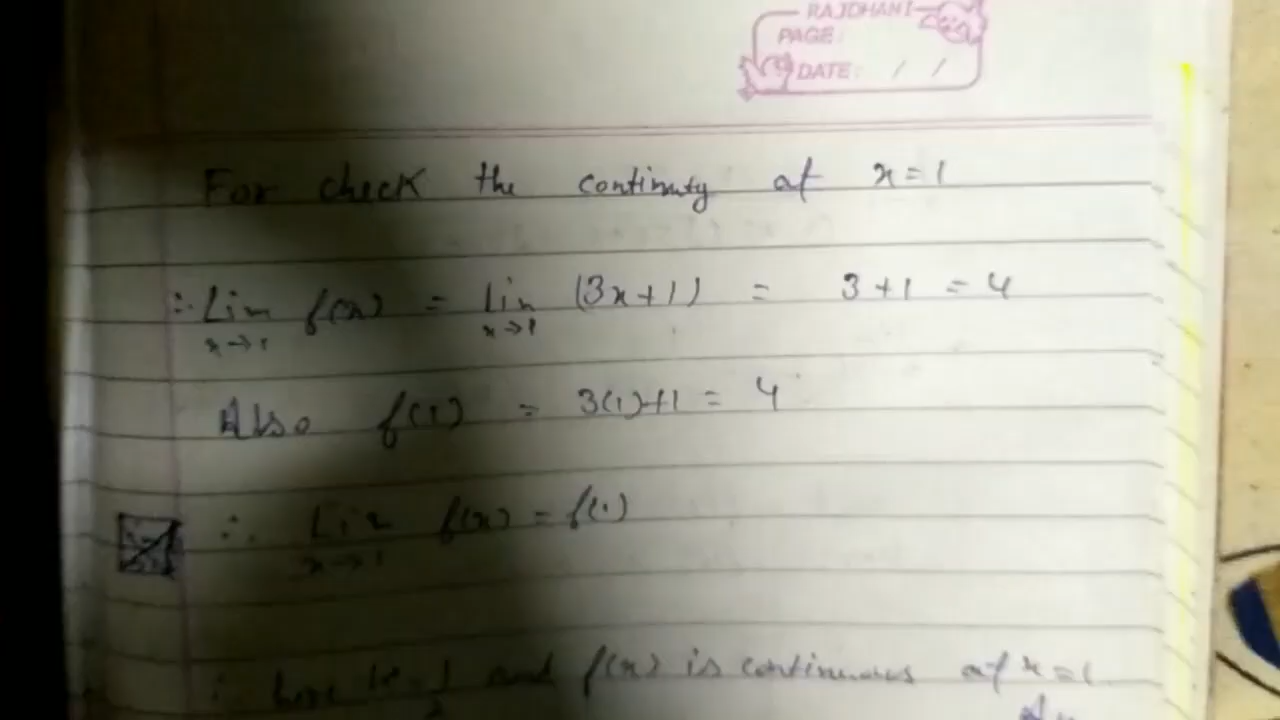 RAJDHANI
PAGE:
DATE: / /
For check the continuty at x=1
∴ Lim f(x) = lim (3x+1) = 3+1 = 4
x→1 x→1
Also f(1) = 3(1)+1 = 4
∴ Lim f(x) = f(1)
x→1
∴ and f(x) is continuous at x=1